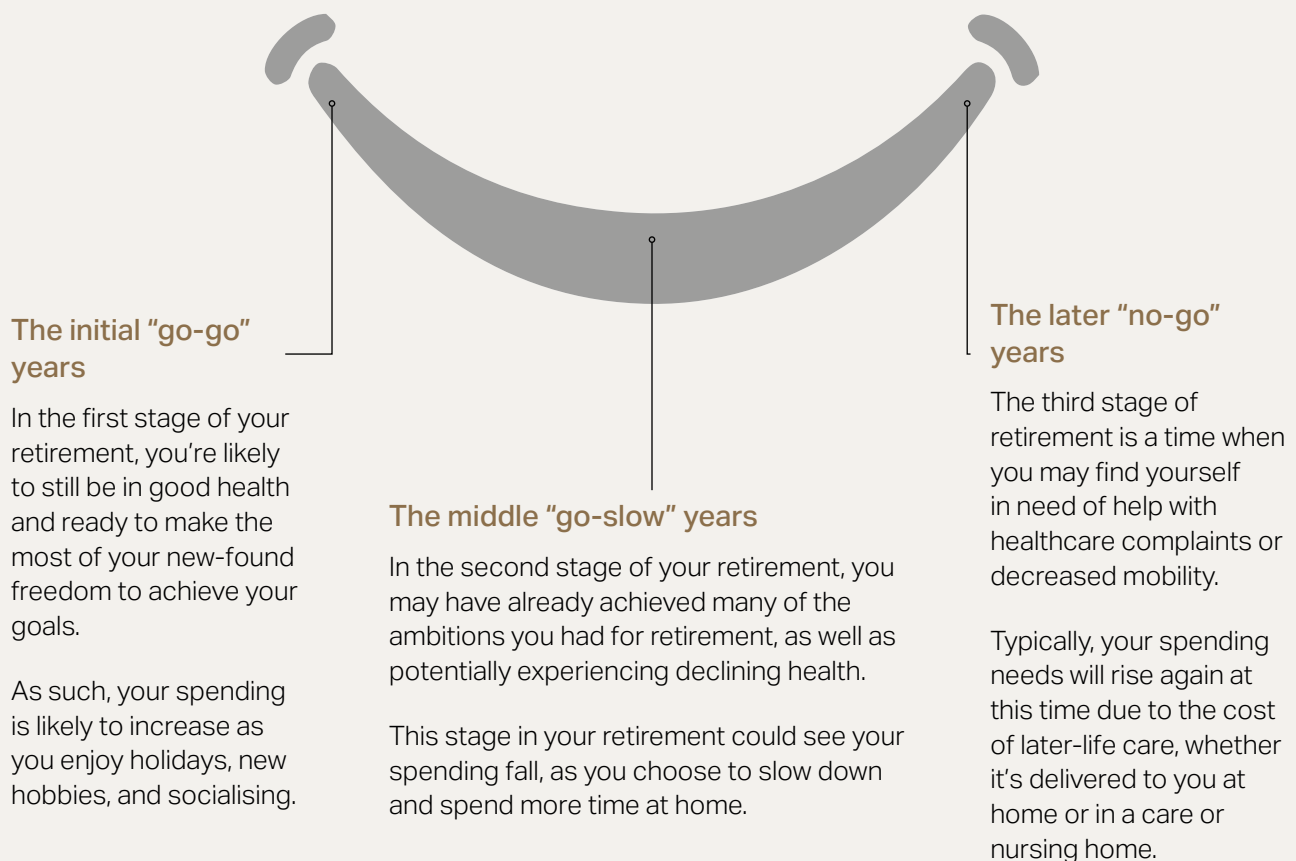 The initial “go-go”
years
In the first stage of your
retirement, you’re likely
to still be in good health
and ready to make the
most of your new-found
freedom to achieve your
goals.
As such, your spending
is likely to increase as
you enjoy holidays, new
hobbies, and socialising.
The middle “go-slow” years
In the second stage of your retirement, you
may have already achieved many of the
ambitions you had for retirement, as well as
potentially experiencing declining health.
This stage in your retirement could see your
spending fall, as you choose to slow down
and spend more time at home.
The later “no-go”
years
The third stage of
retirement is a time when
you may find yourself
in need of help with
healthcare complaints or
decreased mobility.
Typically, your spending
needs will rise again at
this time due to the cost
of later-life care, whether
it’s delivered to you at
home or in a care or
nursing home.